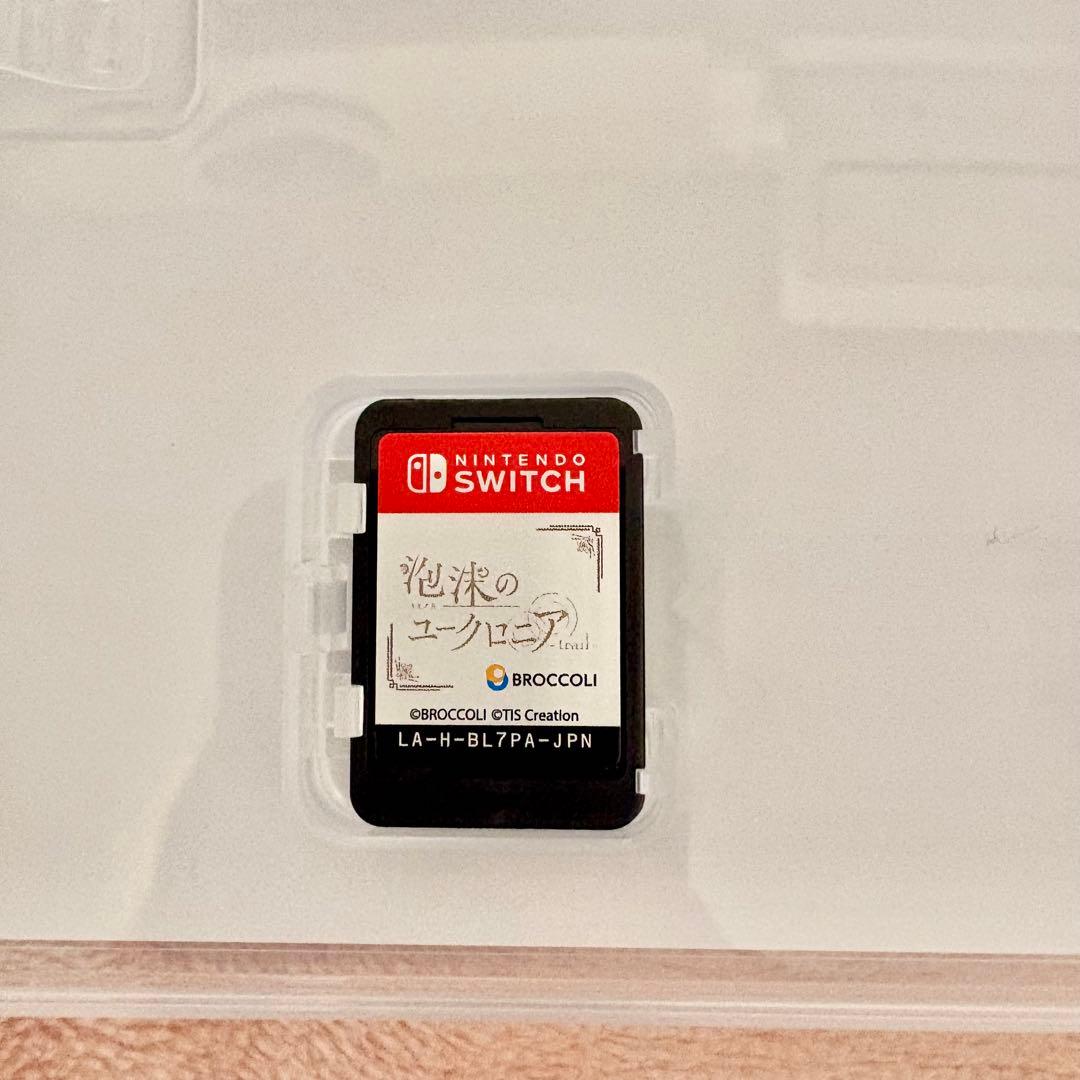 NINTENDO
SWITCH
泡沫の
ユークロニア
BROCCOLI
©BROCCOLI ©TIS Creation
LA-H-BL7PA-JPN